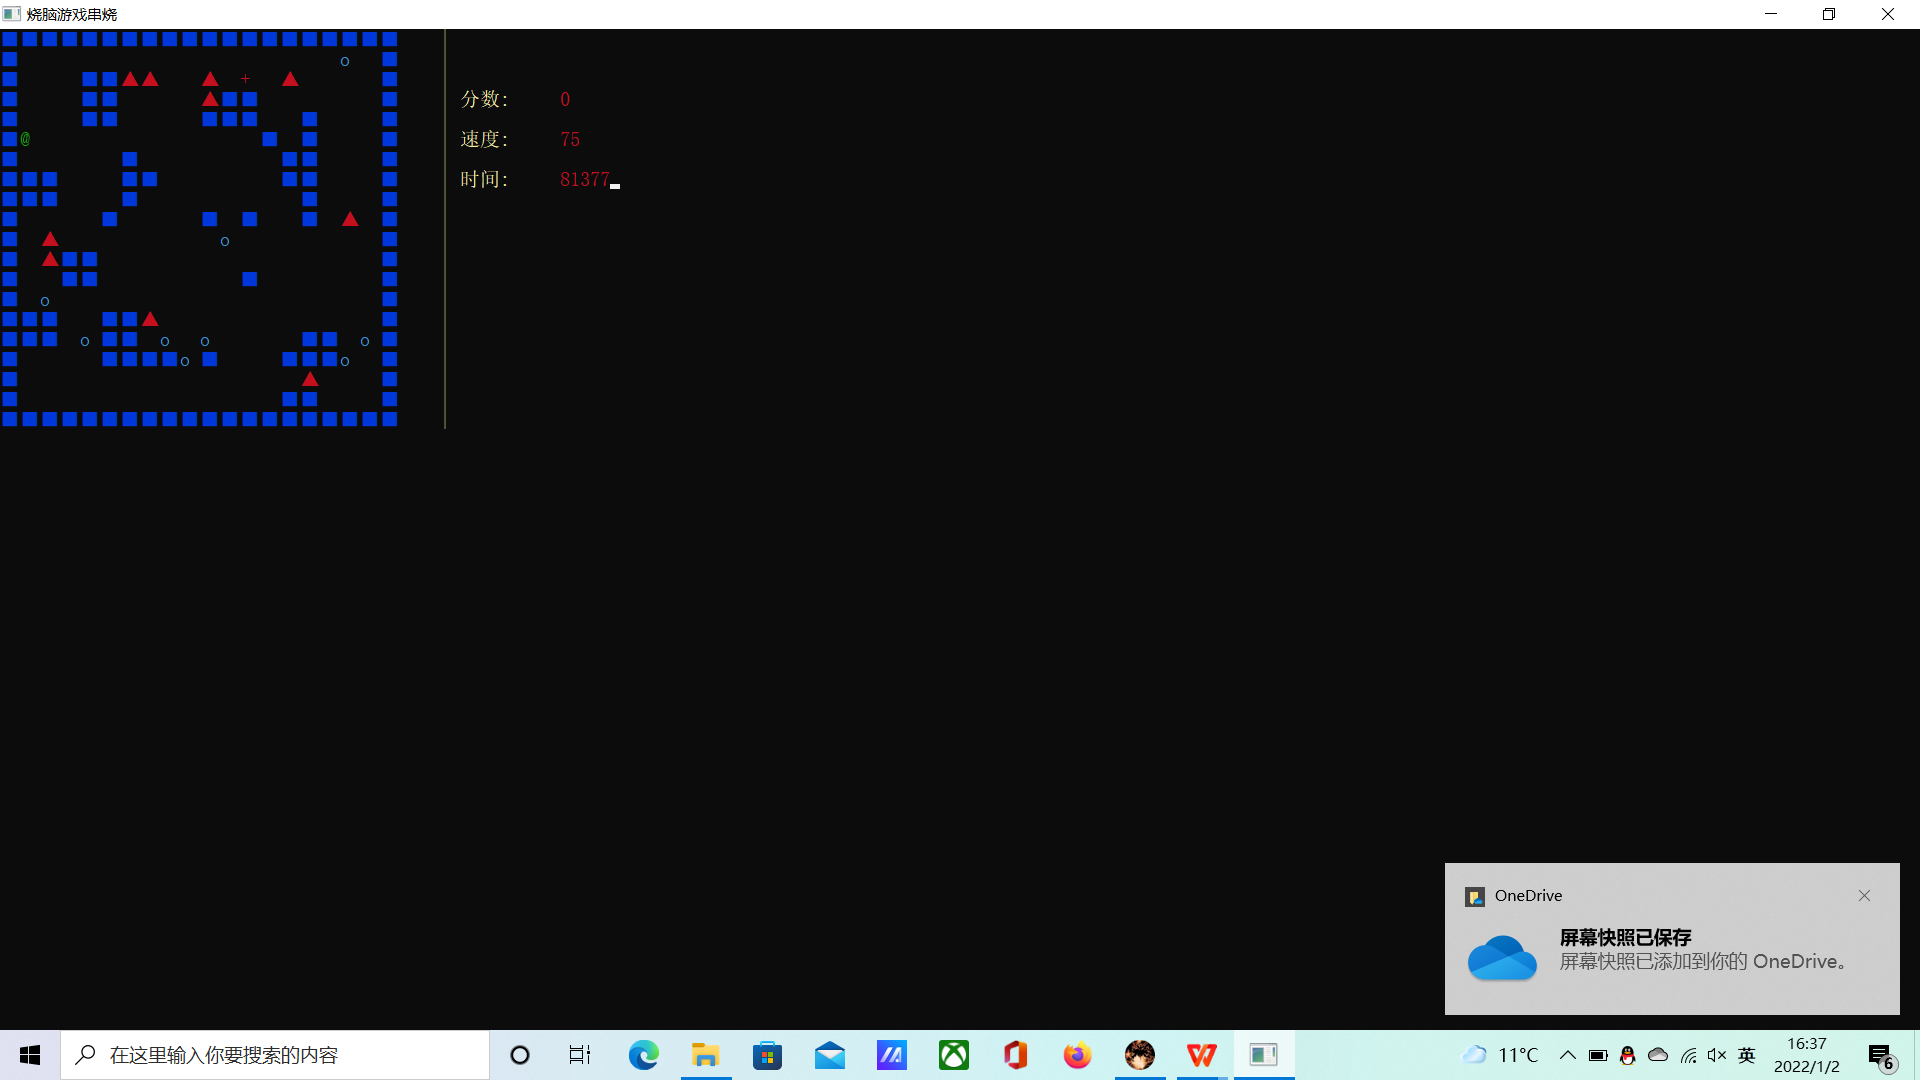 烧脑游戏串烧
分数: 0
速度: 75
时间: 81377
OneDrive
屏幕快照已保存
屏幕快照已添加到你的 OneDrive。
在这里输入你要搜索的内容
11°C
英
16:37
2022/1/2
6